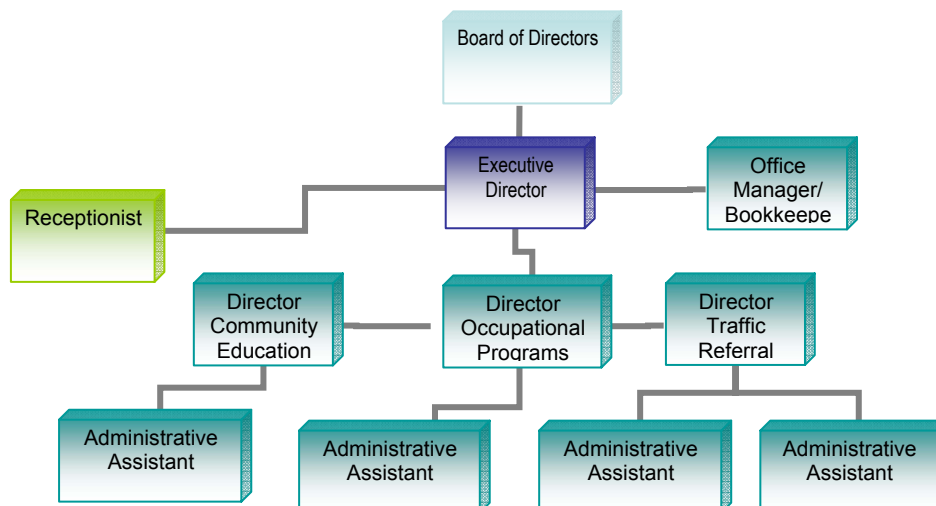 Board of Directors
Executive
Director
Office
Manager/
Bookkeepe
Receptionist
Director
Community
Education
Director
Occupational
Programs
Director
Traffic
Referral
Administrative
Assistant
Administrative
Assistant
Administrative
Assistant
Administrative
Assistant